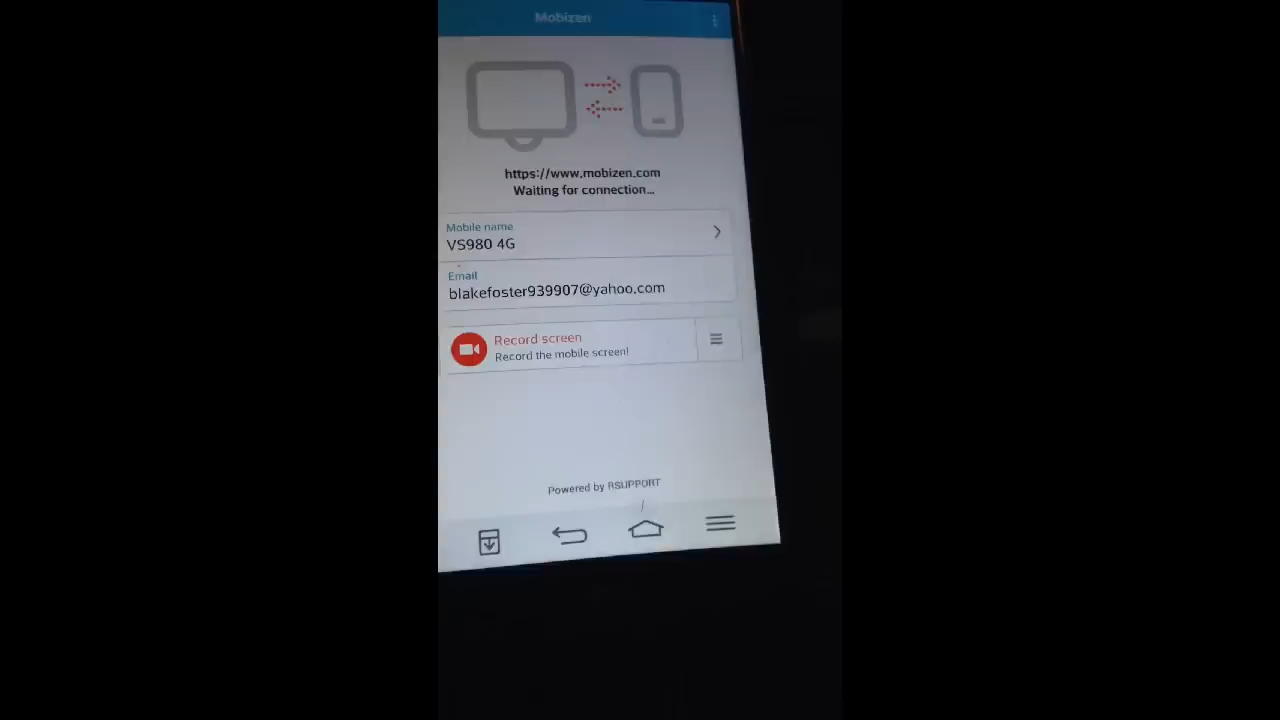 Mobizen
https://www.mobizen.com
Waiting for connection...
Mobile name
VS980 4G
Email
blakefoster939907@yahoo.com
Record screen
Record the mobile screen!
Powered by RSUPPORT